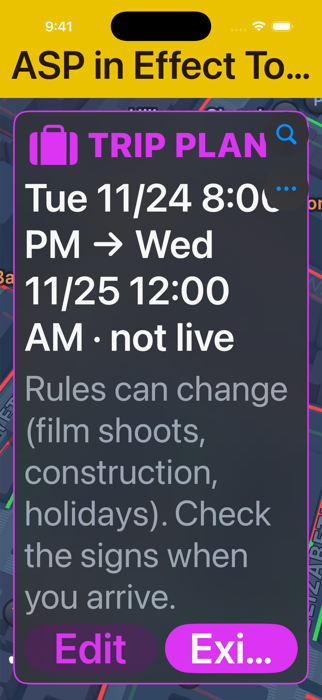 9:41
ASP in Effect To...
TRIP PLAN
Tue 11/24 8:00
PM → Wed
11/25 12:00
AM · not live
Rules can change
(film shoots,
construction,
holidays). Check
the signs when
you arrive.
Edit
Exi...